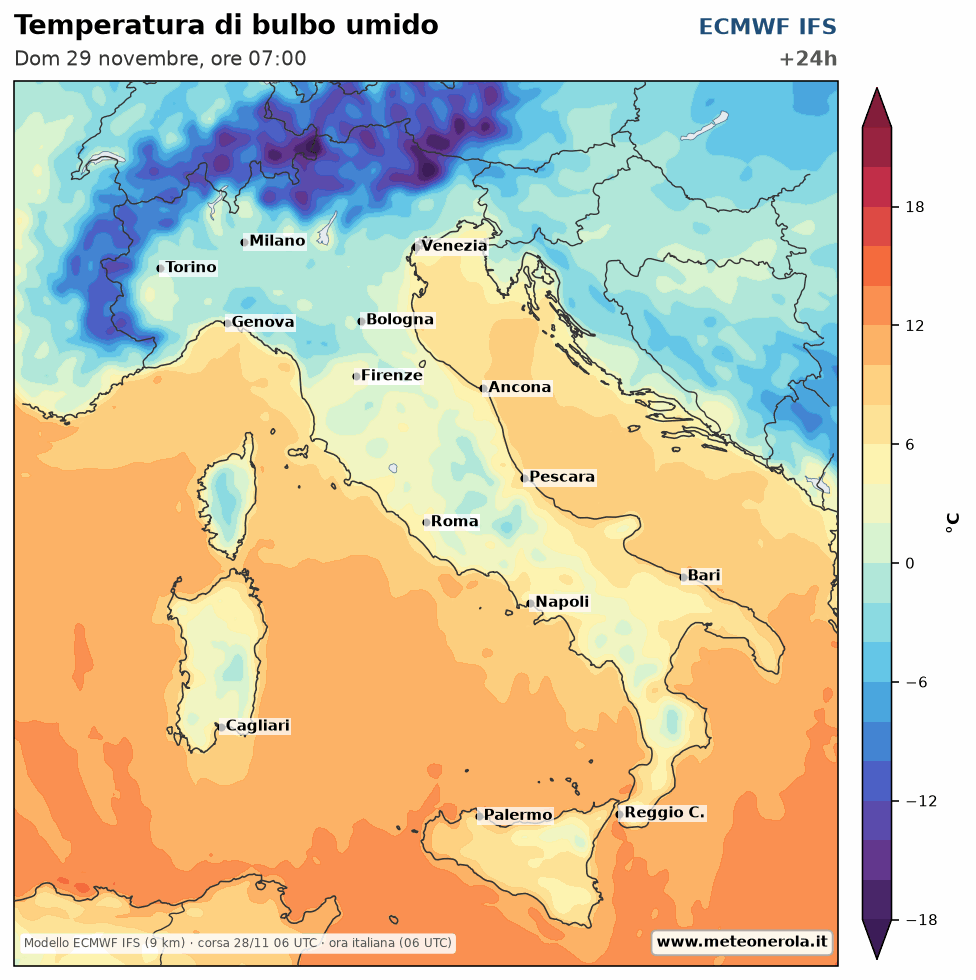 Temperatura di bulbo umido
ECMWF IFS
Dom 29 novembre, ore 07:00
+24h
Milano
Venezia
Torino
Genova
Bologna
Firenze
Ancona
Pescara
Roma
Bari
Napoli
Cagliari
Palermo
Reggio C.
18
12
6
0
−6
−12
−18
°C
Modello ECMWF IFS (9 km) · corsa 28/11 06 UTC · ora italiana (06 UTC)
www.meteonerola.it